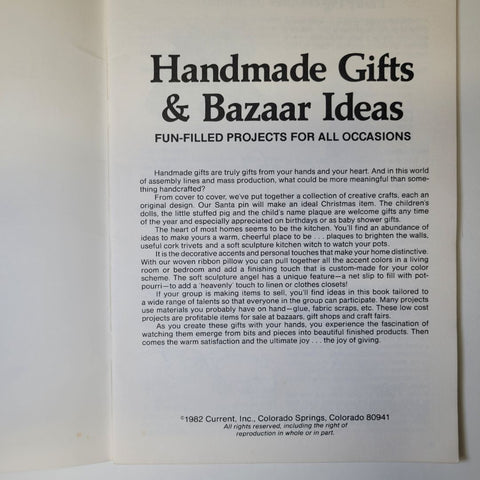 Handmade Gifts
& Bazaar Ideas
FUN-FILLED PROJECTS FOR ALL OCCASIONS
Handmade gifts are truly gifts from your hands and your heart. And in this world
of assembly lines and mass production, what could be more meaningful than some-
thing handcrafted?
From cover to cover, we've put together a collection of creative crafts, each an
original design. Our Santa pin will make an ideal Christmas item. The children's
dolls, the little stuffed pig and the child's name plaque are welcome gifts any time
of the year and especially appreciated on birthdays or as baby shower gifts.
The heart of most homes seems to be the kitchen. You'll find an abundance of
ideas to make yours a warm, cheerful place to be . . . plaques to brighten the walls,
useful cork trivets and a soft sculpture kitchen witch to watch your pots.
It is the decorative accents and personal touches that make your home distinctive.
With our woven ribbon pillow you can pull together all the accent colors in a living
room or bedroom and add a finishing touch that is custom-made for your color
scheme. The soft sculpture angel has a unique feature—a net slip to fill with pot-
pourri—to add a 'heavenly' touch to linen or clothes closets!
If your group is making items to sell, you'll find ideas in this book tailored to
a wide range of talents so that everyone in the group can participate. Many projects
use materials you probably have on hand—glue, fabric scraps, etc. These low cost
projects are profitable items for sale at bazaars, gift shops and craft fairs.
As you create these gifts with your hands, you experience the fascination of
watching them emerge from bits and pieces into beautiful finished products. Then
comes the warm satisfaction and the ultimate joy . . . the joy of giving.
©1982 Current, Inc., Colorado Springs, Colorado 80941
All rights reserved, including the right of
reproduction in whole or in part.